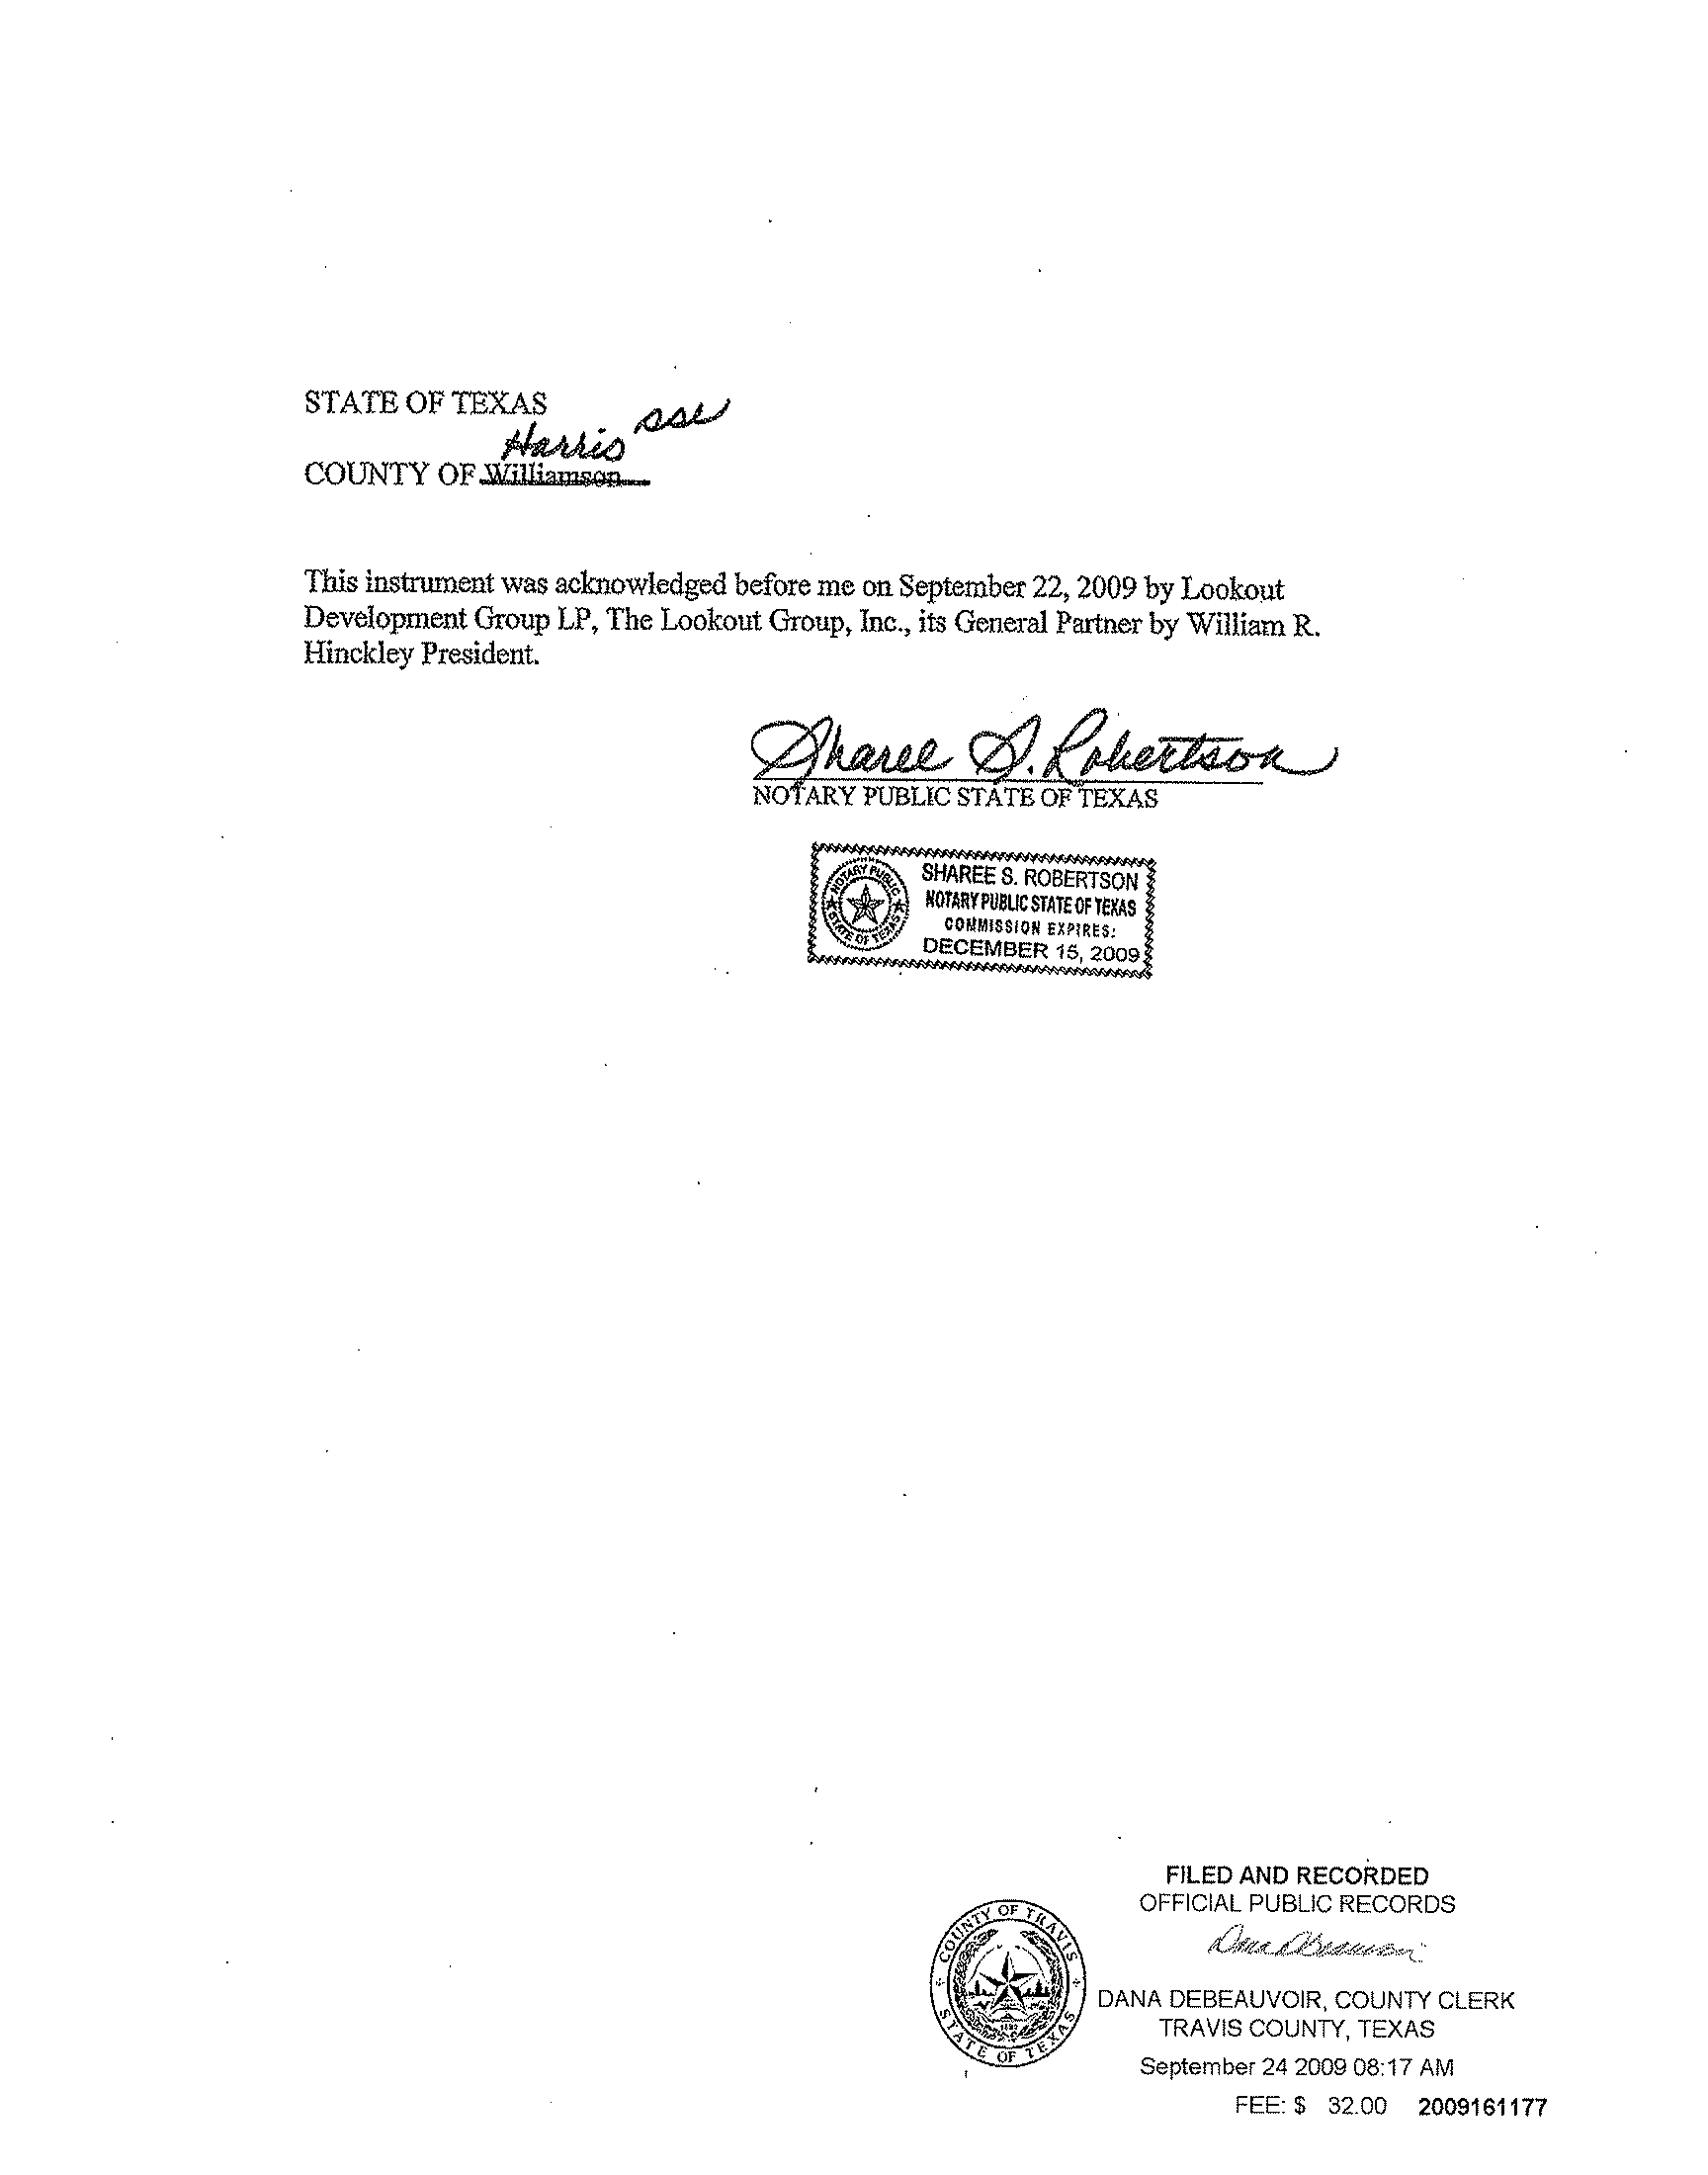 STATE OF TEXAS
Harris
COUNTY OF Williamson
This instrument was acknowledged before me on September 22, 2009 by Lookout
Development Group LP, The Lookout Group, Inc., its General Partner by William R.
Hinckley President.
Sharee S. Robertson
NOTARY PUBLIC STATE OF TEXAS
NOTARY PUBLIC
STATE OF TEXAS
SHAREE S. ROBERTSON
NOTARY PUBLIC STATE OF TEXAS
COMMISSION EXPIRES:
DECEMBER 15, 2009
FILED AND RECORDED
OFFICIAL PUBLIC RECORDS
COUNTY OF TRAVIS
STATE OF TEXAS
DANA DEBEAUVOIR, COUNTY CLERK
TRAVIS COUNTY, TEXAS
September 24 2009 08:17 AM
FEE: $ 32.00 2009161177